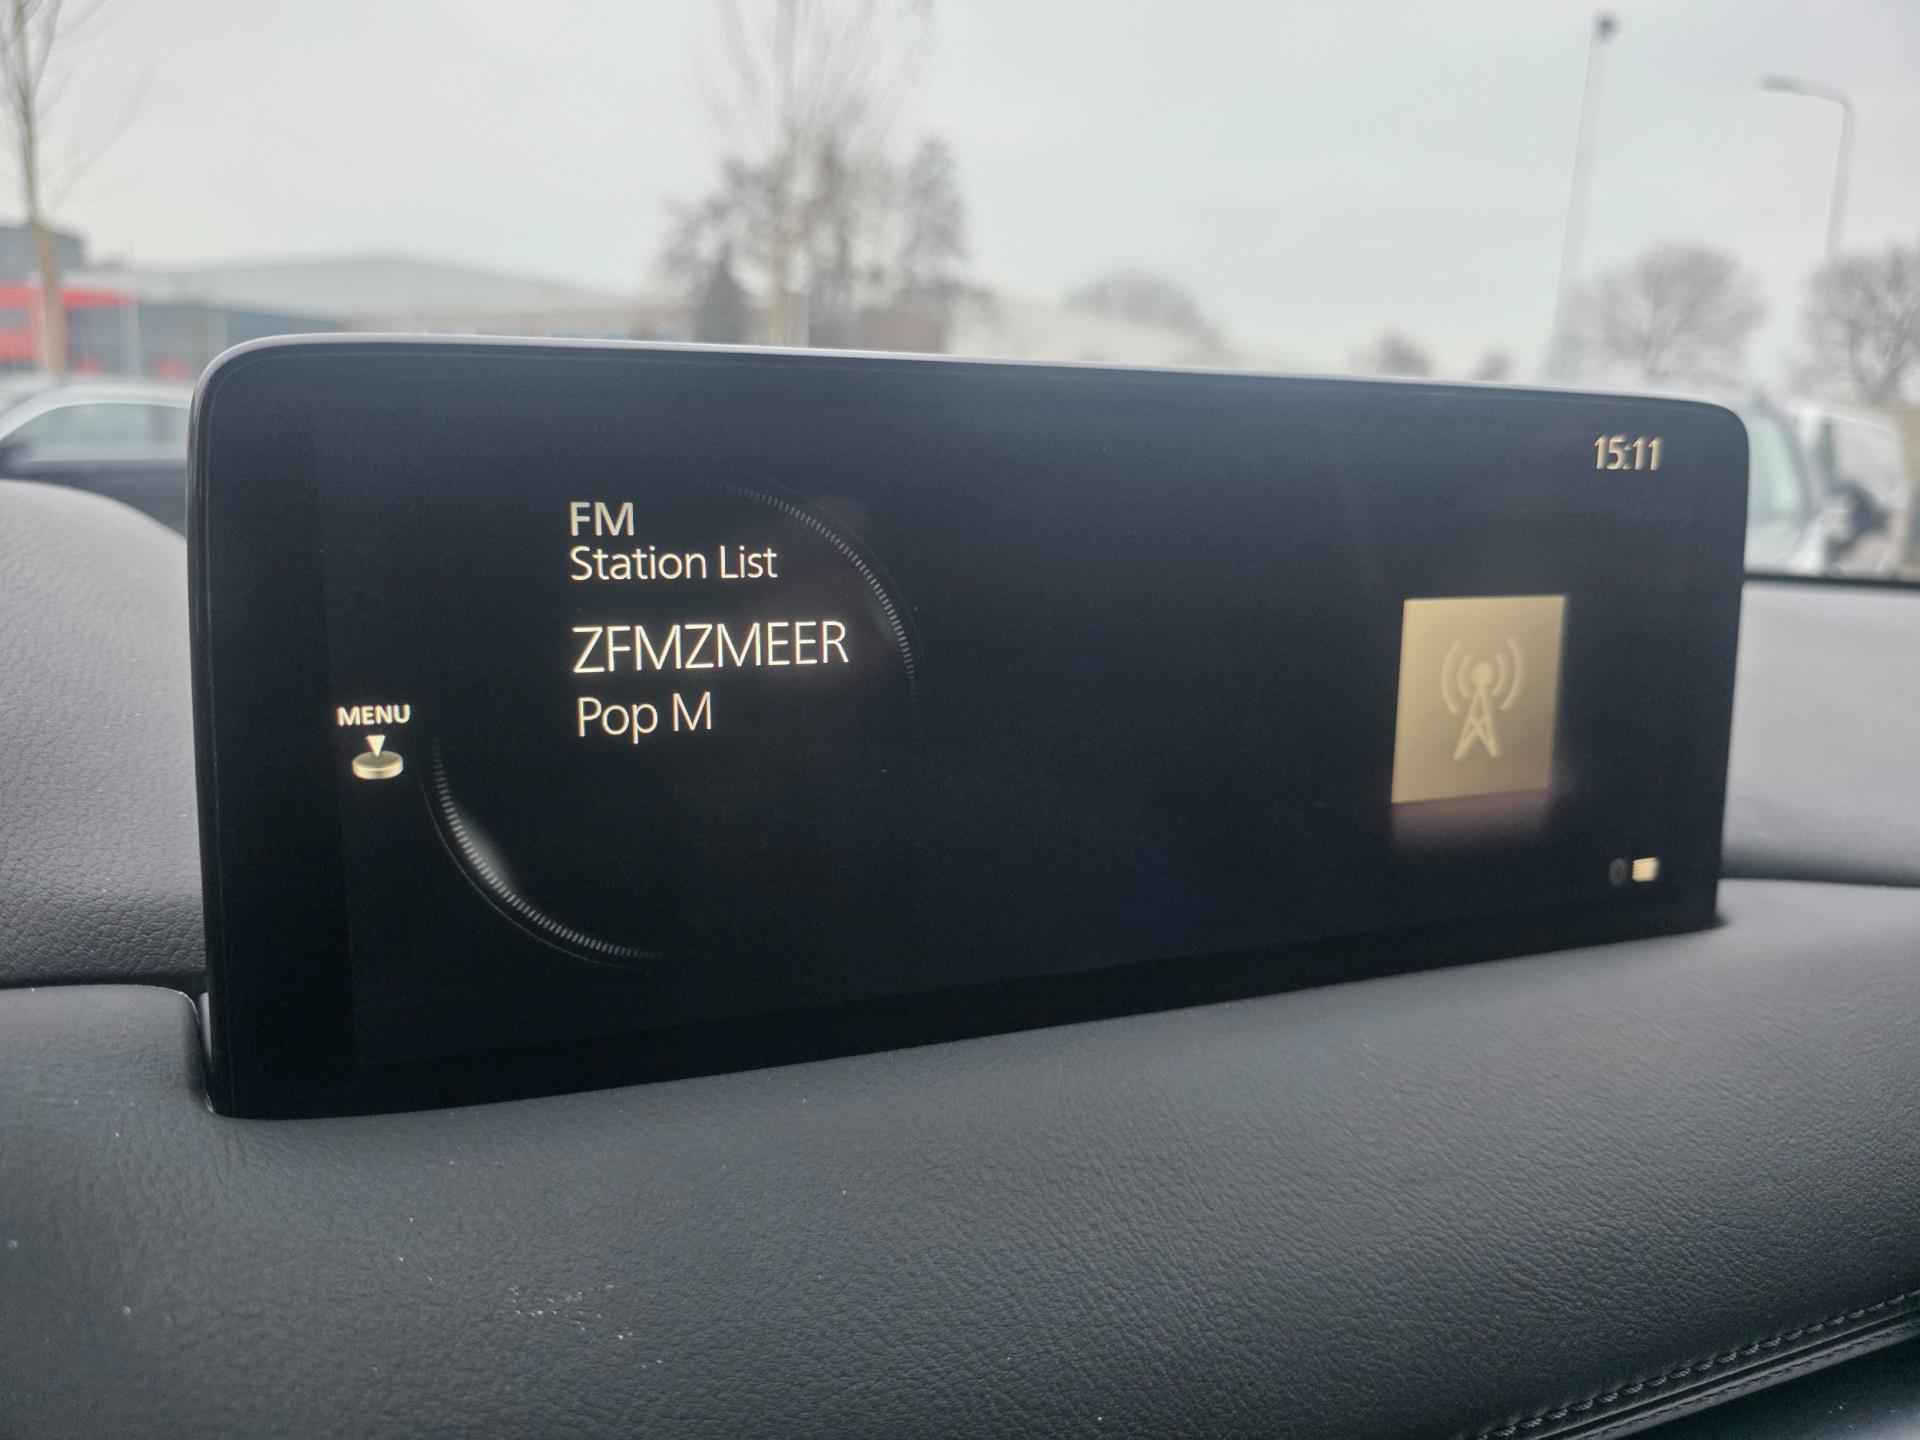 15:11
FM
Station List
ZFMZMEER
Pop M
MENU